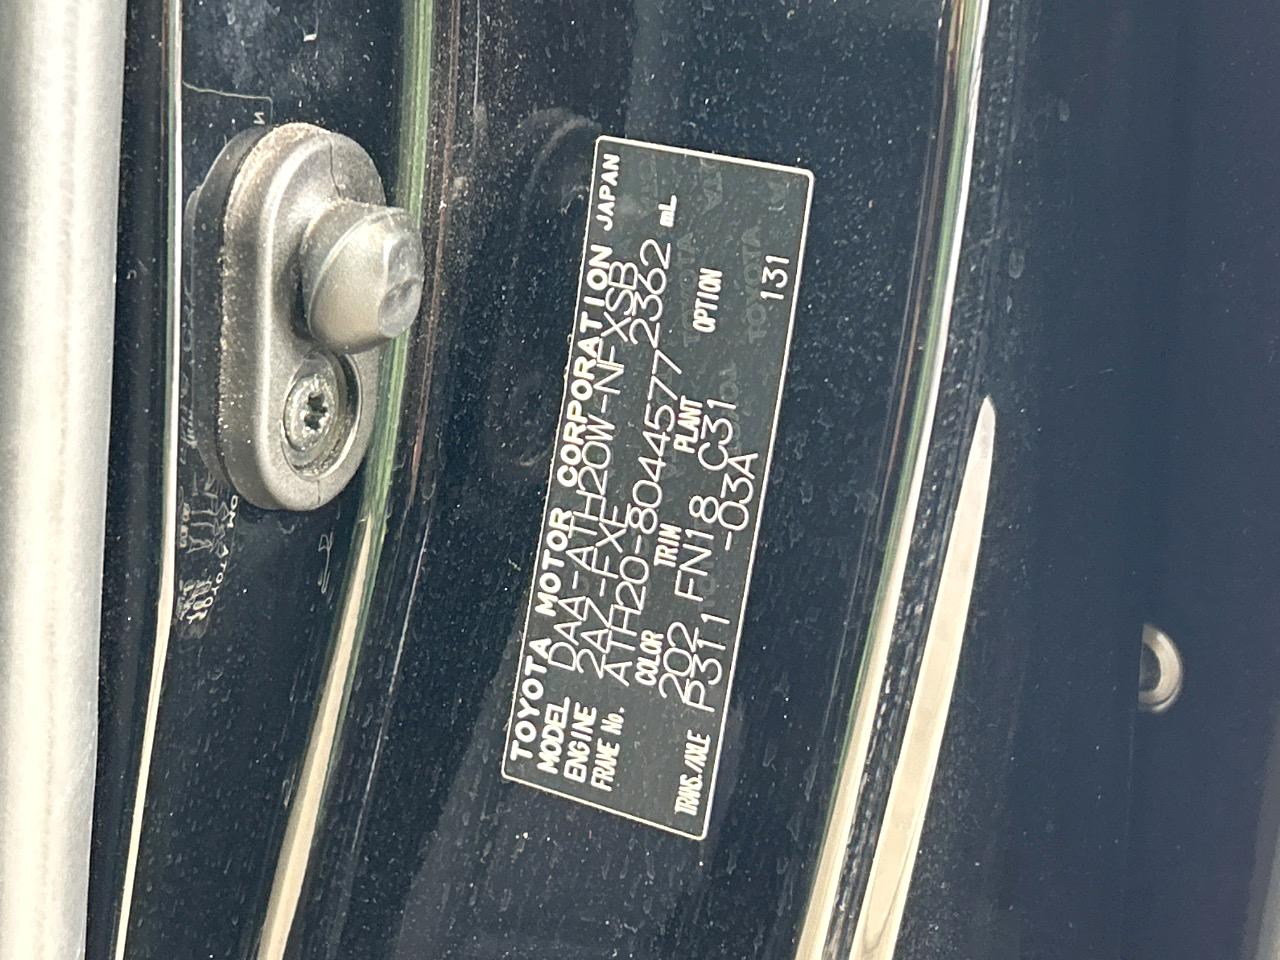 TOYOTA MOTOR CORPORATION JAPAN
MODEL DAA-ATH20W-NFXSB
ENGINE 2AZ-FXE 2362 mL
FRAME No. ATH20-8044577
COLOR TRIM PLANT OPTION
202 FN18 C31
TRANS./AXLE P311 -03A 131